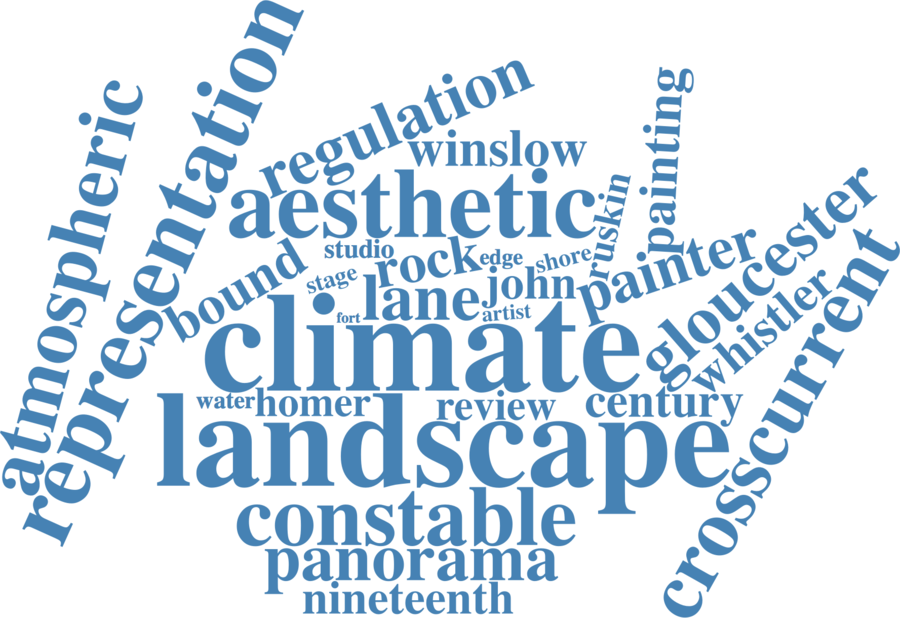 atmospheric
representation
regulation
winslow
painting
aesthetic
ruskin
studio
rock
edge
shore
bound
stage
john
painter
gloucester
lane
fort
artist
climate
whistler
crosscurrent
water
homer
review
century
landscape
constable
panorama
nineteenth